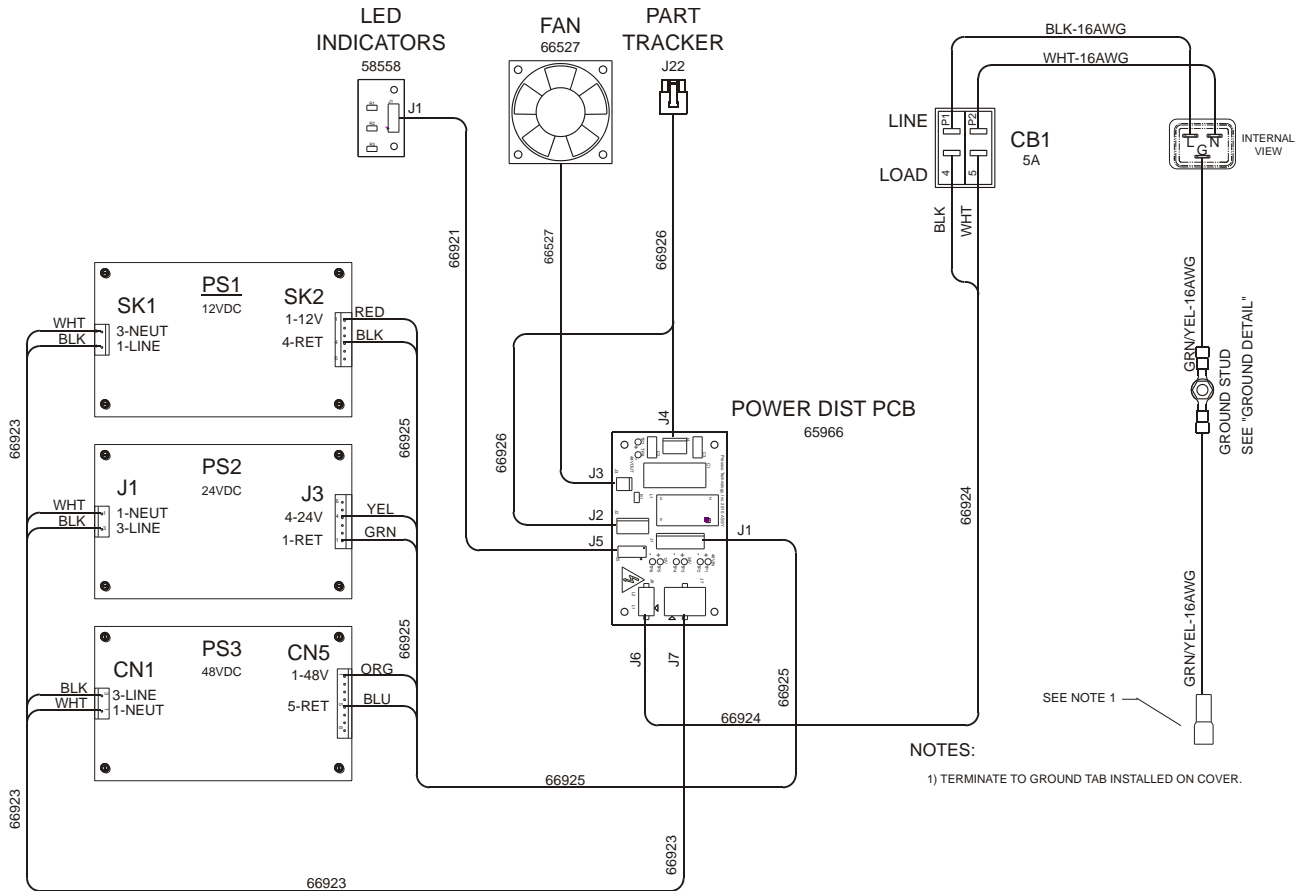 LED
INDICATORS
58558
FAN
66527
PART
TRACKER
J22
J1
R1
R2
R3
BLK-16AWG
WHT-16AWG
LINE
LOAD
P1
P2
4
5
CB1
5A
L
N
G
INTERNAL
VIEW
BLK
WHT
66921
66527
66926
66926
GRN/YEL-16AWG
GROUND STUD
SEE "GROUND DETAIL"
GRN/YEL-16AWG
PS1
12VDC
SK1
3-NEUT
1-LINE
SK2
1-12V
4-RET
WHT
BLK
RED
BLK
66923
66925
PS2
24VDC
J1
1-NEUT
3-LINE
J3
4-24V
1-RET
WHT
BLK
YEL
GRN
66925
PS3
48VDC
CN1
3-LINE
1-NEUT
CN5
1-48V
5-RET
BLK
WHT
ORG
BLU
66923
66925
66923
66923
POWER DIST PCB
65966
J4
J3
J2
J5
J1
J6
J7
66925
66924
66924
SEE NOTE 1
NOTES:
1) TERMINATE TO GROUND TAB INSTALLED ON COVER.